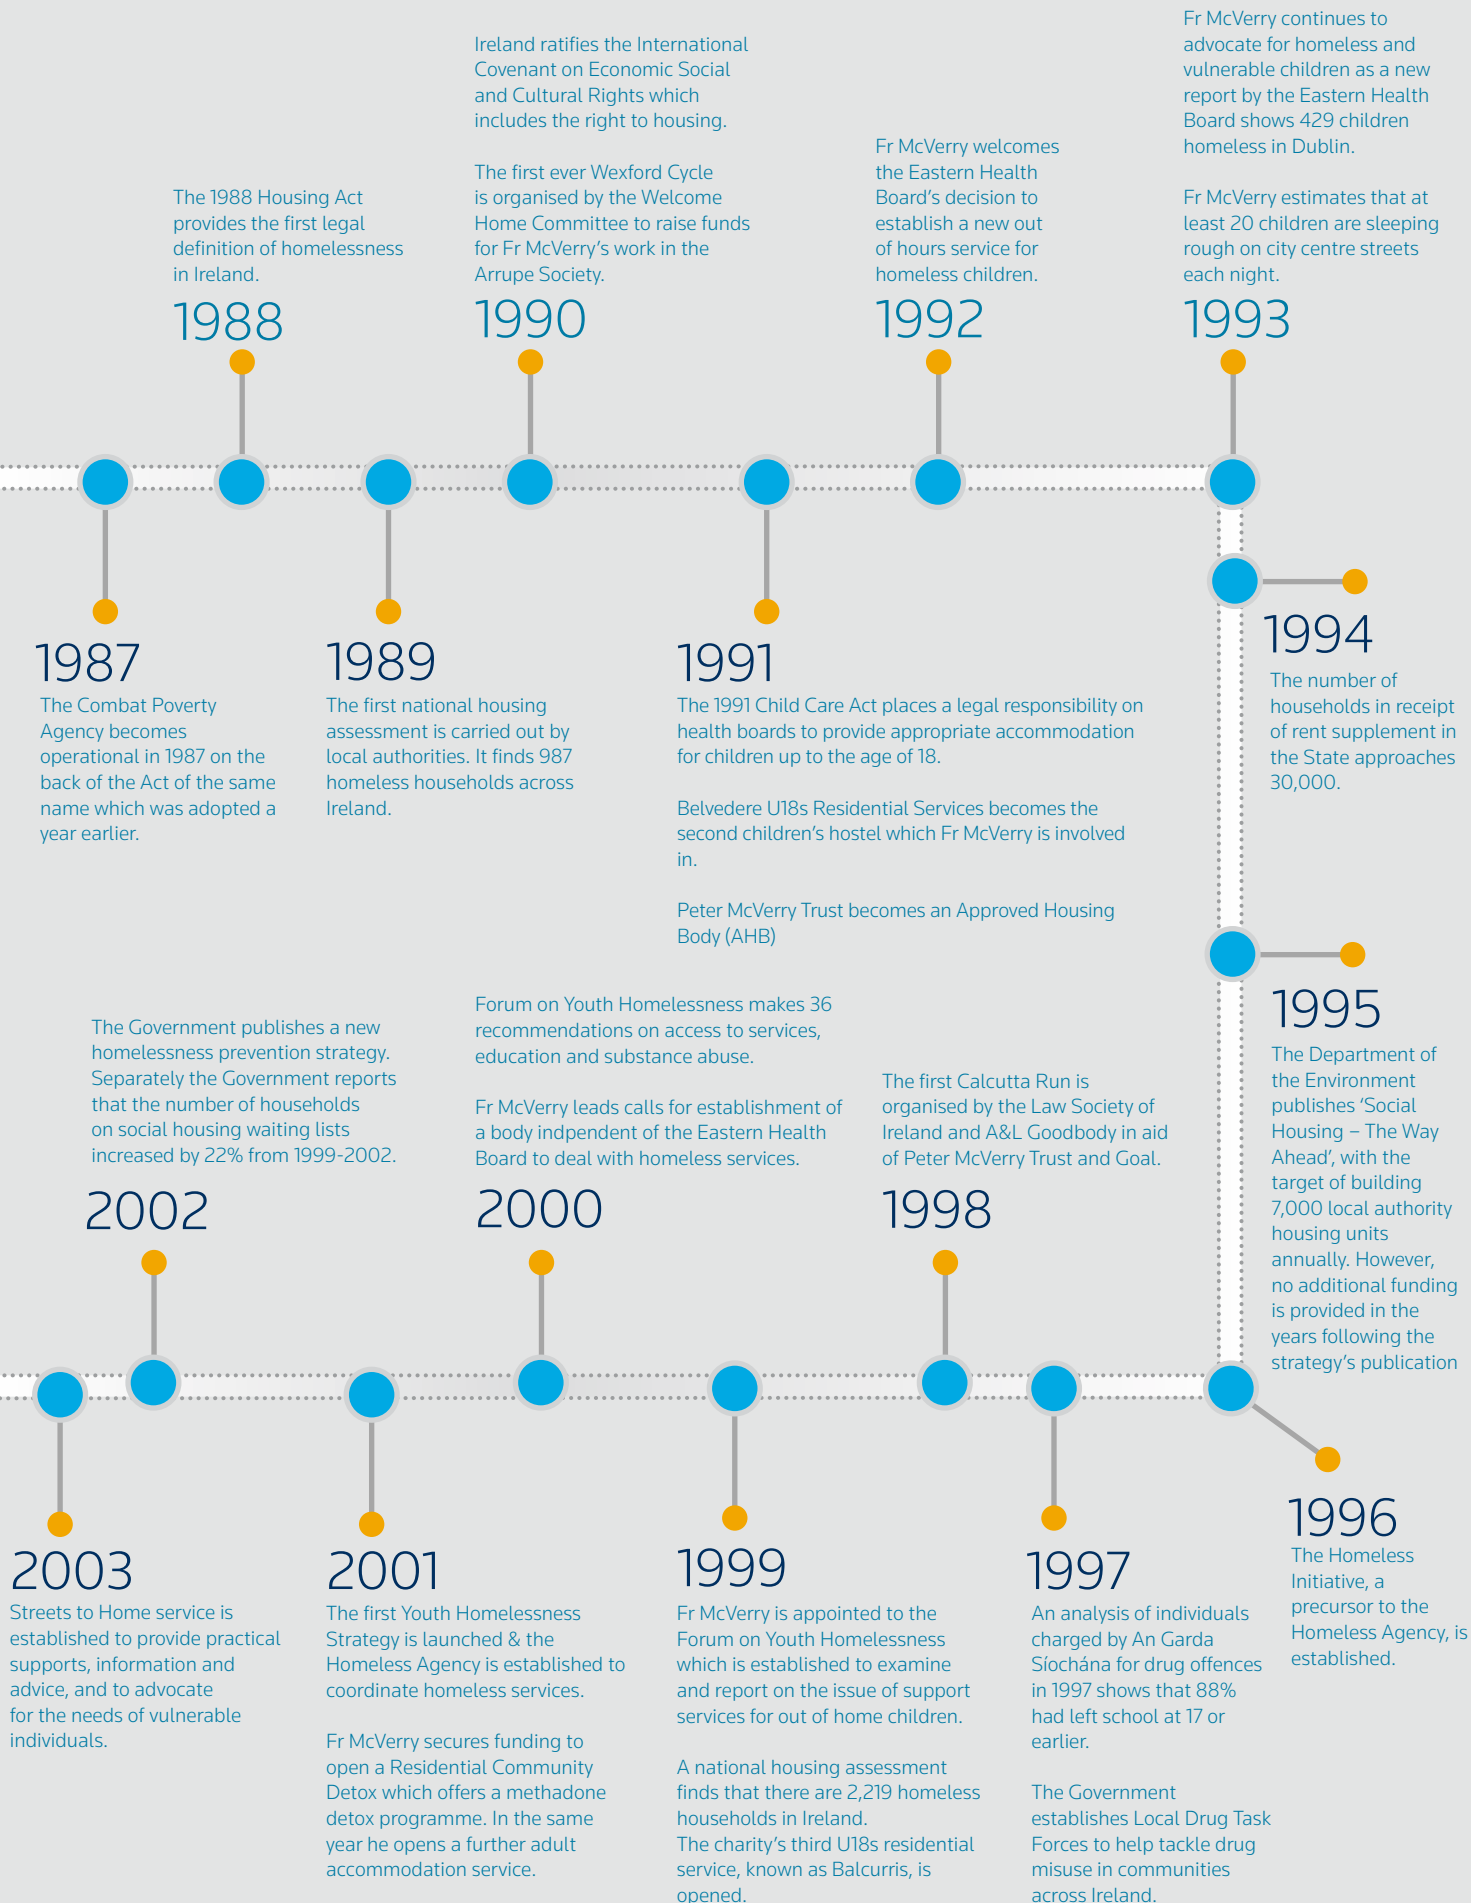 The 1988 Housing Act
provides the first legal
definition of homelessness
in Ireland.
1988
Ireland ratifies the International
Covenant on Economic Social
and Cultural Rights which
includes the right to housing.
The first ever Wexford Cycle
is organised by the Welcome
Home Committee to raise funds
for Fr McVerry's work in the
Arrupe Society.
1990
Fr McVerry welcomes
the Eastern Health
Board's decision to
establish a new out
of hours service for
homeless children.
1992
Fr McVerry continues to
advocate for homeless and
vulnerable children as a new
report by the Eastern Health
Board shows 429 children
homeless in Dublin.
Fr McVerry estimates that at
least 20 children are sleeping
rough on city centre streets
each night.
1993
1987
The Combat Poverty
Agency becomes
operational in 1987 on the
back of the Act of the same
name which was adopted a
year earlier.
1989
The first national housing
assessment is carried out by
local authorities. It finds 987
homeless households across
Ireland.
1991
The 1991 Child Care Act places a legal responsibility on
health boards to provide appropriate accommodation
for children up to the age of 18.
Belvedere U18s Residential Services becomes the
second children's hostel which Fr McVerry is involved
in.
Peter McVerry Trust becomes an Approved Housing
Body (AHB)
1994
The number of
households in receipt
of rent supplement in
the State approaches
30,000.
1995
The Department of
the Environment
publishes ‘Social
Housing – The Way
Ahead’, with the
target of building
7,000 local authority
housing units
annually. However,
no additional funding
is provided in the
years following the
strategy's publication
The Government publishes a new
homelessness prevention strategy.
Separately the Government reports
that the number of households
on social housing waiting lists
increased by 22% from 1999-2002.
2002
Forum on Youth Homelessness makes 36
recommendations on access to services,
education and substance abuse.
Fr McVerry leads calls for establishment of
a body indpendent of the Eastern Health
Board to deal with homeless services.
2000
The first Calcutta Run is
organised by the Law Society of
Ireland and A&L Goodbody in aid
of Peter McVerry Trust and Goal.
1998
1996
The Homeless
Initiative, a
precursor to the
Homeless Agency, is
established.
2003
Streets to Home service is
established to provide practical
supports, information and
advice, and to advocate
for the needs of vulnerable
individuals.
2001
The first Youth Homelessness
Strategy is launched & the
Homeless Agency is established to
coordinate homeless services.
Fr McVerry secures funding to
open a Residential Community
Detox which offers a methadone
detox programme. In the same
year he opens a further adult
accommodation service.
1999
Fr McVerry is appointed to the
Forum on Youth Homelessness
which is established to examine
and report on the issue of support
services for out of home children.
A national housing assessment
finds that there are 2,219 homeless
households in Ireland.
The charity's third U18s residential
service, known as Balcurris, is
opened.
1997
An analysis of individuals
charged by An Garda
Síochána for drug offences
in 1997 shows that 88%
had left school at 17 or
earlier.
The Government
establishes Local Drug Task
Forces to help tackle drug
misuse in communities
across Ireland.